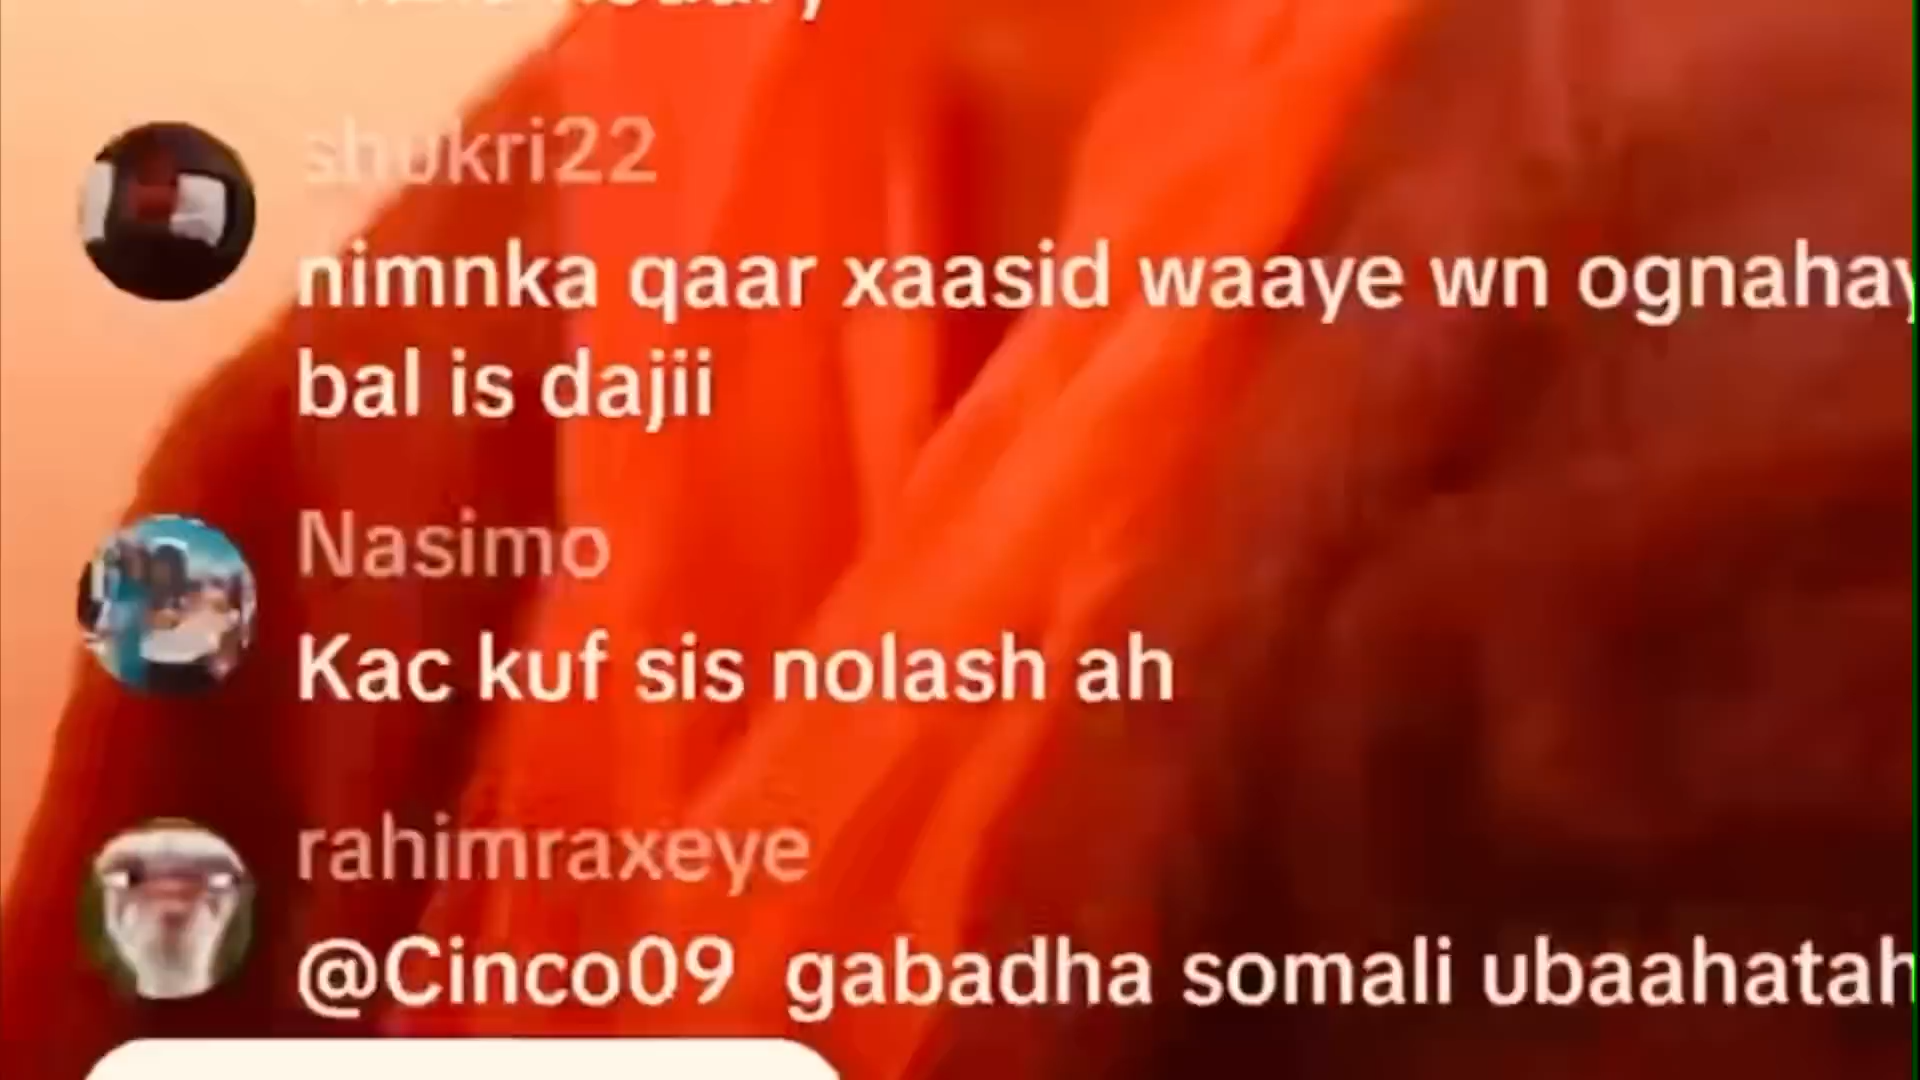 shukri22
nimnka qaar xaasid waaye wn ognahay
bal is dajii
Nasimo
Kac kuf sis nolash ah
rahimraxeye
@Cinco09 gabadha somali ubaahatah